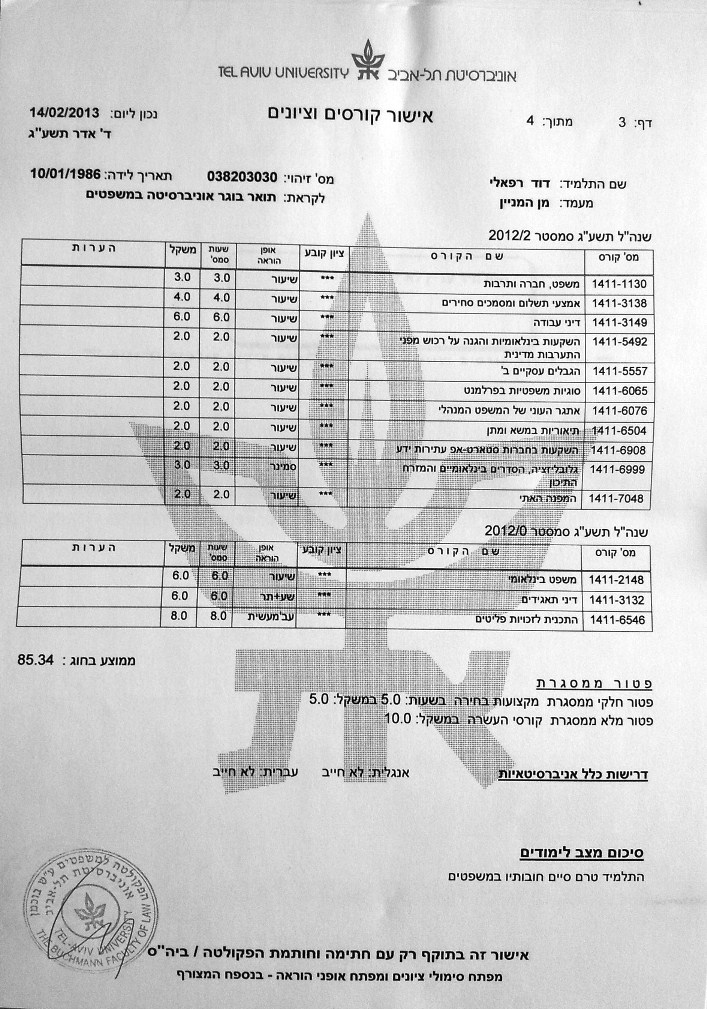 TEL AVIV UNIVERSITY אוניברסיטת תל-אביב
דף: 3 מתוך: 4 אישור קורסים וציונים נכון ליום: 14/02/2013
ד' אדר תשע"ג
שם התלמיד: דוד רפאלי מס' זיהוי: 038203030 תאריך לידה: 10/01/1986
מעמד: מן המניין לקראת: תואר בוגר אוניברסיטה במשפטים
שנה"ל תשע"ג סמסטר 2012/2
מס' קורס שם הקורס ציון קובע אופן הוראה שעות סמס' משקל הערות
1411-1130 משפט, חברה ותרבות *** שיעור 3.0 3.0
1411-3138 אמצעי תשלום ומסמכים סחירים *** שיעור 4.0 4.0
1411-3149 דיני עבודה *** שיעור 6.0 6.0
1411-5492 השקעות בינלאומיות והגנה על רכוש מפני *** שיעור 2.0 2.0
התערבות מדינית
1411-5557 הגבלים עסקיים ב' *** שיעור 2.0 2.0
1411-6065 סוגיות משפטיות בפרלמנט *** שיעור 2.0 2.0
1411-6076 אתגר העוני של המשפט המנהלי *** שיעור 2.0 2.0
1411-6504 תיאוריות במשא ומתן *** שיעור 2.0 2.0
1411-6908 השקעות בחברות סטארט-אפ עתירות ידע *** שיעור 2.0 2.0
1411-6999 גלובליזציה, הסדרים בינלאומיים והמזרח *** סמינר 3.0 3.0
התיכון
1411-7048 המפנה האתי *** שיעור 2.0 2.0
שנה"ל תשע"ג סמסטר 2012/0
מס' קורס שם הקורס ציון קובע אופן הוראה שעות סמס' משקל הערות
1411-2148 משפט בינלאומי *** שיעור 6.0 6.0
1411-3132 דיני תאגידים *** שע+תר 6.0 6.0
1411-6546 התכנית לזכויות פליטים *** עב'מעשית 8.0 8.0
ממוצע בחוג : 85.34
פטור ממסגרת
פטור חלקי ממסגרת מקצועות בחירה בשעות: 5.0 במשקל: 5.0
פטור מלא ממסגרת קורסי העשרה במשקל: 10.0
דרישות כלל אניברסיטאיות אנגלית: לא חייב עברית: לא חייב
סיכום מצב לימודים
התלמיד טרם סיים חובותיו במשפטים
הפקולטה למשפטים ע"ש בוכמן
אוניברסיטת תל-אביב
TEL-AVIV UNIVERSITY
THE BUCHMANN FACULTY OF LAW
אישור זה בתוקף רק עם חתימה וחותמת הפקולטה / ביה"ס
מפתח סימולי ציונים ומפתח אופני הוראה - בנספח המצורף